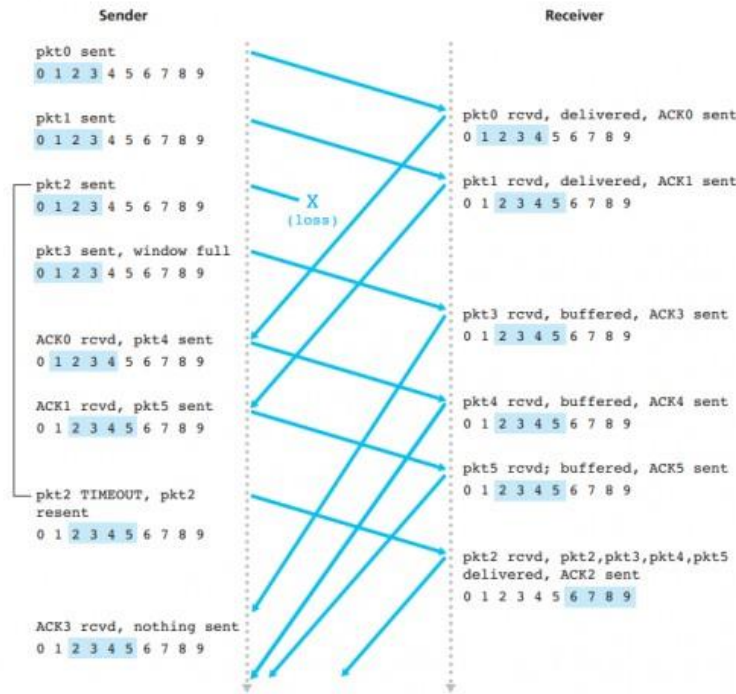 Sender
Receiver
pkt0 sent
0 1 2 3 4 5 6 7 8 9
pkt1 sent
0 1 2 3 4 5 6 7 8 9
pkt2 sent
0 1 2 3 4 5 6 7 8 9
X
(loss)
pkt3 sent, window full
0 1 2 3 4 5 6 7 8 9
ACK0 rcvd, pkt4 sent
0 1 2 3 4 5 6 7 8 9
ACK1 rcvd, pkt5 sent
0 1 2 3 4 5 6 7 8 9
pkt2 TIMEOUT, pkt2
resent
0 1 2 3 4 5 6 7 8 9
ACK3 rcvd, nothing sent
0 1 2 3 4 5 6 7 8 9
pkt0 rcvd, delivered, ACK0 sent
0 1 2 3 4 5 6 7 8 9
pkt1 rcvd, delivered, ACK1 sent
0 1 2 3 4 5 6 7 8 9
pkt3 rcvd, buffered, ACK3 sent
0 1 2 3 4 5 6 7 8 9
pkt4 rcvd, buffered, ACK4 sent
0 1 2 3 4 5 6 7 8 9
pkt5 rcvd; buffered, ACK5 sent
0 1 2 3 4 5 6 7 8 9
pkt2 rcvd, pkt2,pkt3,pkt4,pkt5
delivered, ACK2 sent
0 1 2 3 4 5 6 7 8 9